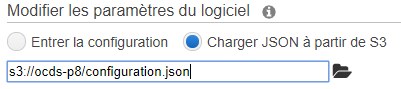 Modifier les paramètres du logiciel
Entrer la configuration Charger JSON à partir de S3
s3://ocds-p8/configuration.json